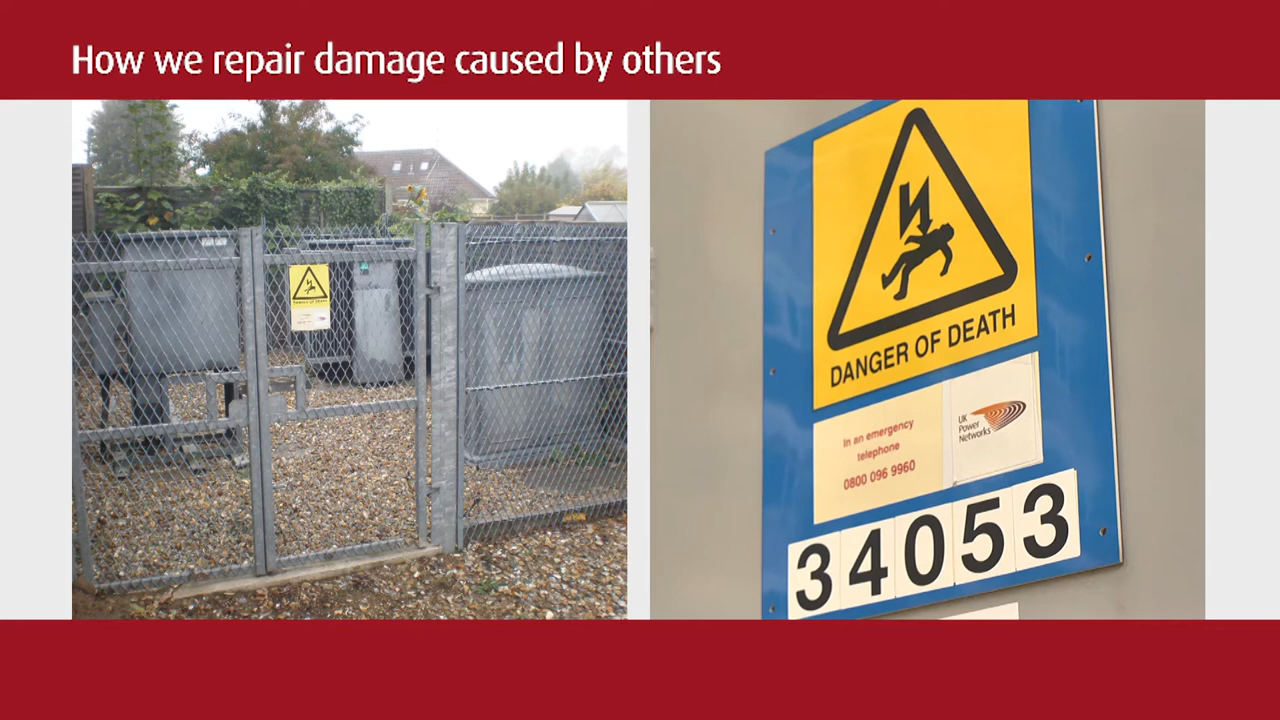 How we repair damage caused by others
DANGER OF DEATH
In an emergency
telephone
0800 096 9960
UK
Power
Networks
34053